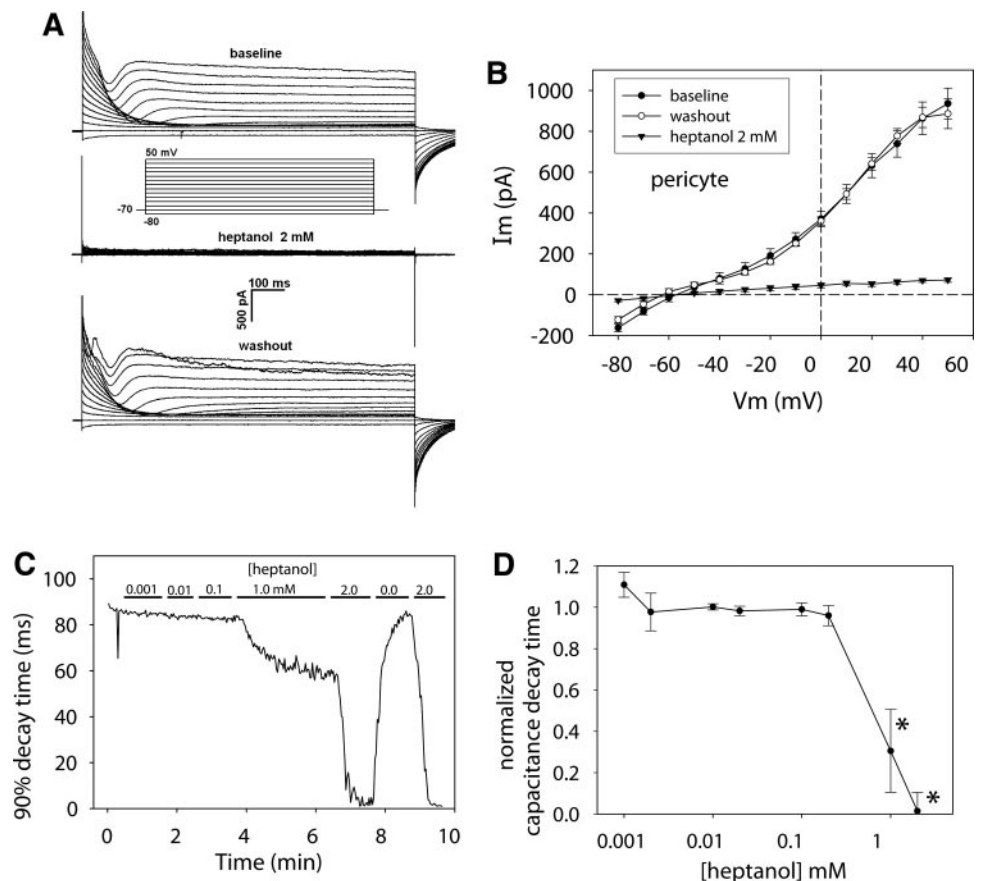 A
baseline
50 mV
-70
-80
heptanol 2 mM
100 ms
500 pA
washout
B
baseline
washout
heptanol 2 mM
pericyte
Im (pA)
1000
800
600
400
200
0
-200
-80 -60 -40 -20 0 20 40 60
Vm (mV)
C
[heptanol]
0.001 0.01 0.1 1.0 mM 2.0 0.0 2.0
90% decay time (ms)
100
80
60
40
20
0
0 2 4 6 8 10
Time (min)
D
normalized
capacitance decay time
1.2
1.0
0.8
0.6
0.4
0.2
0.0
*
*
0.001 0.01 0.1 1
[heptanol] mM